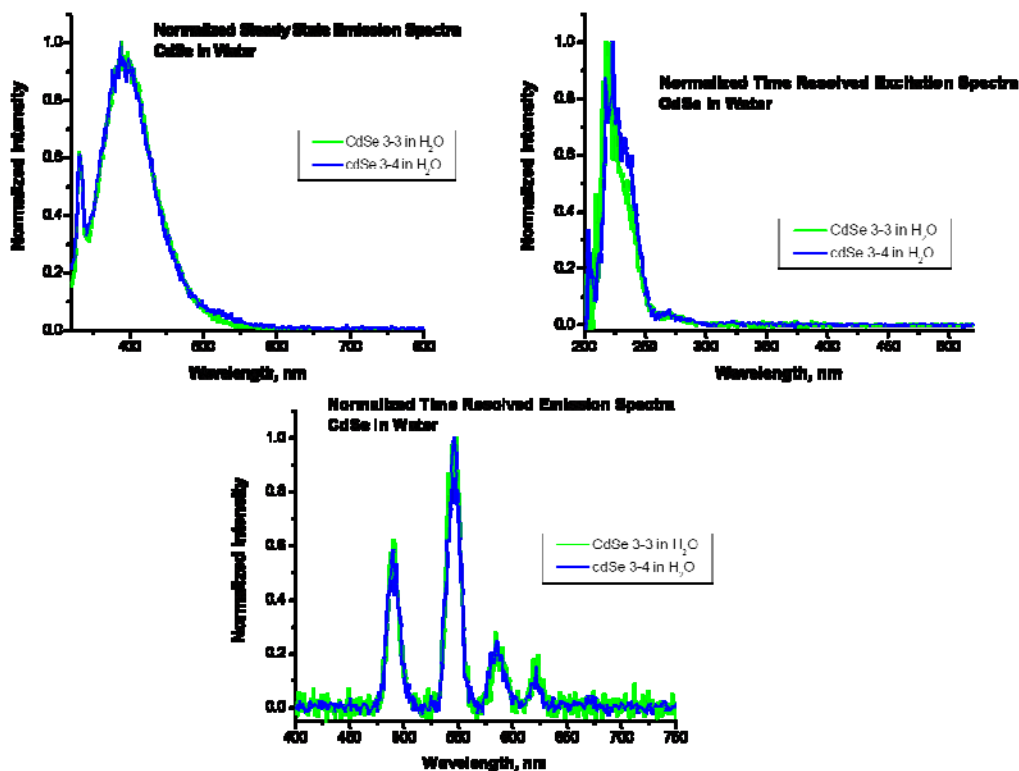 Normalized Steady State Emission Spectra
CdSe in Water
Normalized Intensity
1.0
0.8
0.6
0.4
0.2
0.0
CdSe 3-3 in H2O
cdSe 3-4 in H2O
400
500
600
700
800
Wavelength, nm
Normalized Time Resolved Excitation Spectra
CdSe in Water
Normalized Intensity
1.0
0.8
0.6
0.4
0.2
0.0
CdSe 3-3 in H2O
cdSe 3-4 in H2O
200
250
300
350
400
450
500
Wavelength, nm
Normalized Time Resolved Emission Spectra
CdSe in Water
Normalized Intensity
1.0
0.8
0.6
0.4
0.2
0.0
CdSe 3-3 in H2O
cdSe 3-4 in H2O
400
450
500
550
600
650
700
750
Wavelength, nm